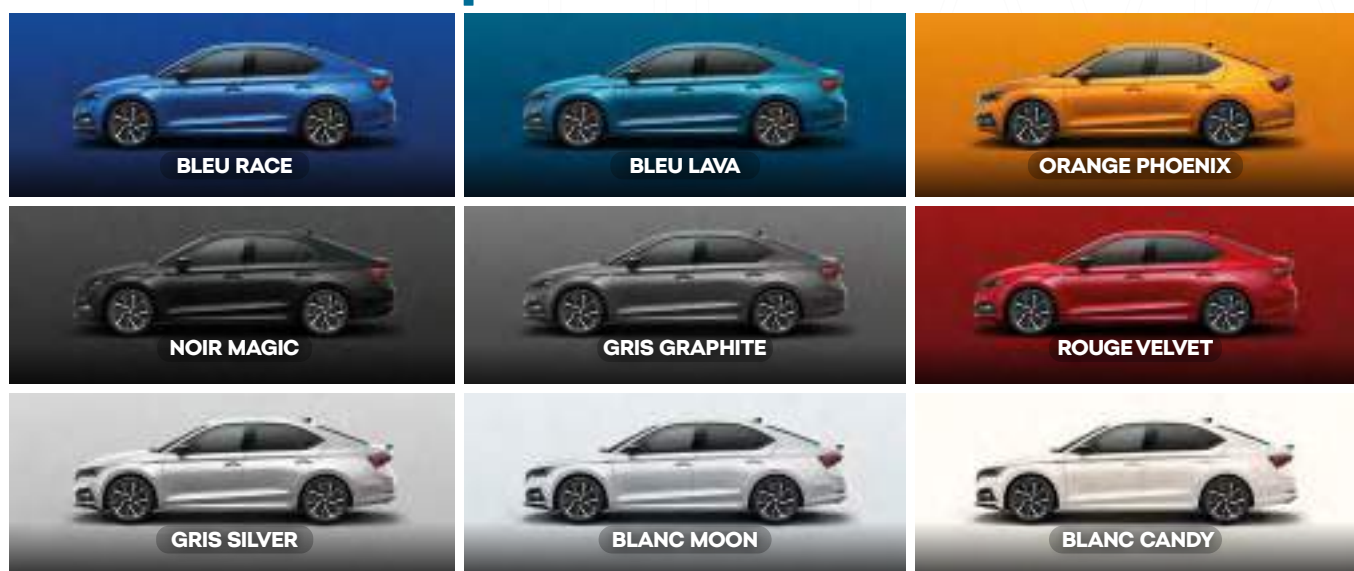 BLEU RACE
BLEU LAVA
ORANGE PHOENIX
NOIR MAGIC
GRIS GRAPHITE
ROUGE VELVET
GRIS SILVER
BLANC MOON
BLANC CANDY